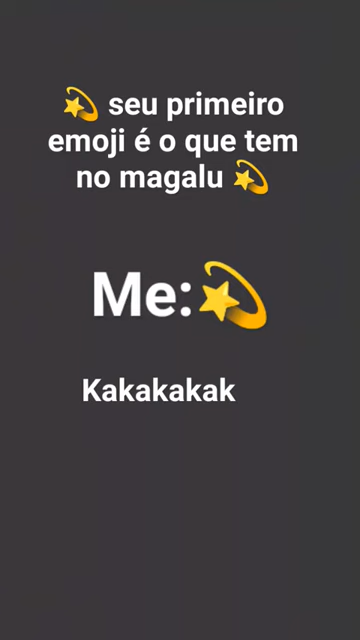 💫 seu primeiro
emoji é o que tem
no magalu 💫
Me:💫
Kakakakak